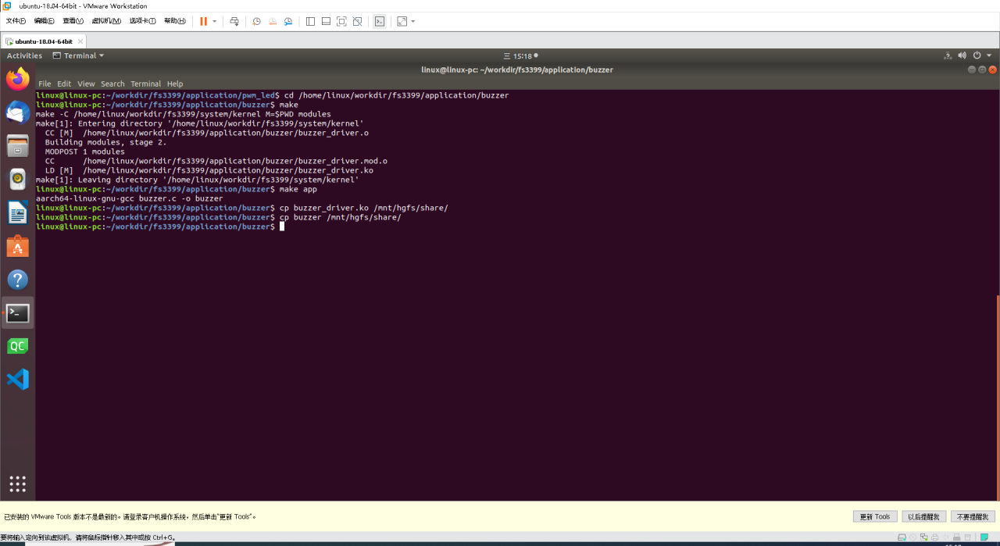 ubuntu-18.04-64bit - VMware Workstation
文件(F) 编辑(E) 查看(V) 虚拟机(M) 选项卡(T) 帮助(H)
ubuntu-18.04-64bit
Activities Terminal 三 15:18
linux@linux-pc: ~/workdir/fs3399/application/buzzer
File Edit View Search Terminal Help
linux@linux-pc:~/workdir/fs3399/application/pwm_led$ cd /home/linux/workdir/fs3399/application/buzzer
linux@linux-pc:~/workdir/fs3399/application/buzzer$ make
make -C /home/linux/workdir/fs3399/system/kernel M=$PWD modules
make[1]: Entering directory '/home/linux/workdir/fs3399/system/kernel'
CC [M] /home/linux/workdir/fs3399/application/buzzer/buzzer_driver.o
Building modules, stage 2.
MODPOST 1 modules
CC /home/linux/workdir/fs3399/application/buzzer/buzzer_driver.mod.o
LD [M] /home/linux/workdir/fs3399/application/buzzer/buzzer_driver.ko
make[1]: Leaving directory '/home/linux/workdir/fs3399/system/kernel'
linux@linux-pc:~/workdir/fs3399/application/buzzer$ make app
aarch64-linux-gnu-gcc buzzer.c -o buzzer
linux@linux-pc:~/workdir/fs3399/application/buzzer$ cp buzzer_driver.ko /mnt/hgfs/share/
linux@linux-pc:~/workdir/fs3399/application/buzzer$ cp buzzer /mnt/hgfs/share/
linux@linux-pc:~/workdir/fs3399/application/buzzer$
QC
已安装的 VMware Tools 版本不是最新的。请登录客户机操作系统，然后单击"更新 Tools"。 更新 Tools 以后提醒我 不要提醒我
要将输入定向到该虚拟机，请将鼠标指针移入其中或按 Ctrl+G。